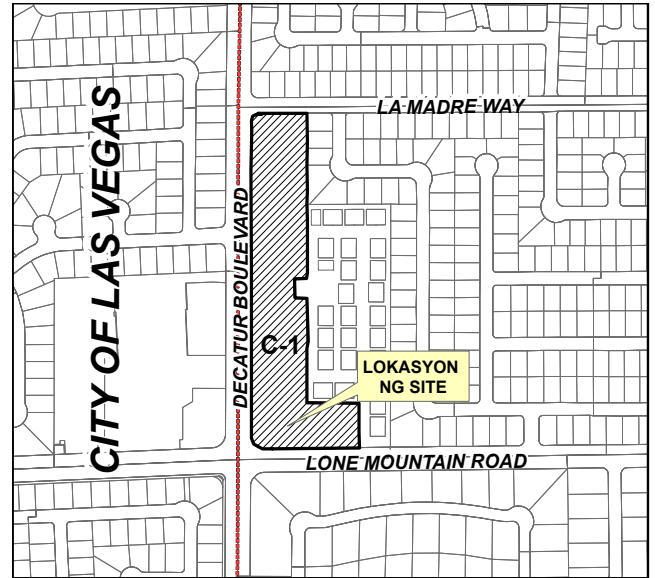 LA MADRE WAY
CITY OF LAS VEGAS
DECATUR BOULEVARD
C-1
LOKASYON
NG SITE
LONE MOUNTAIN ROAD